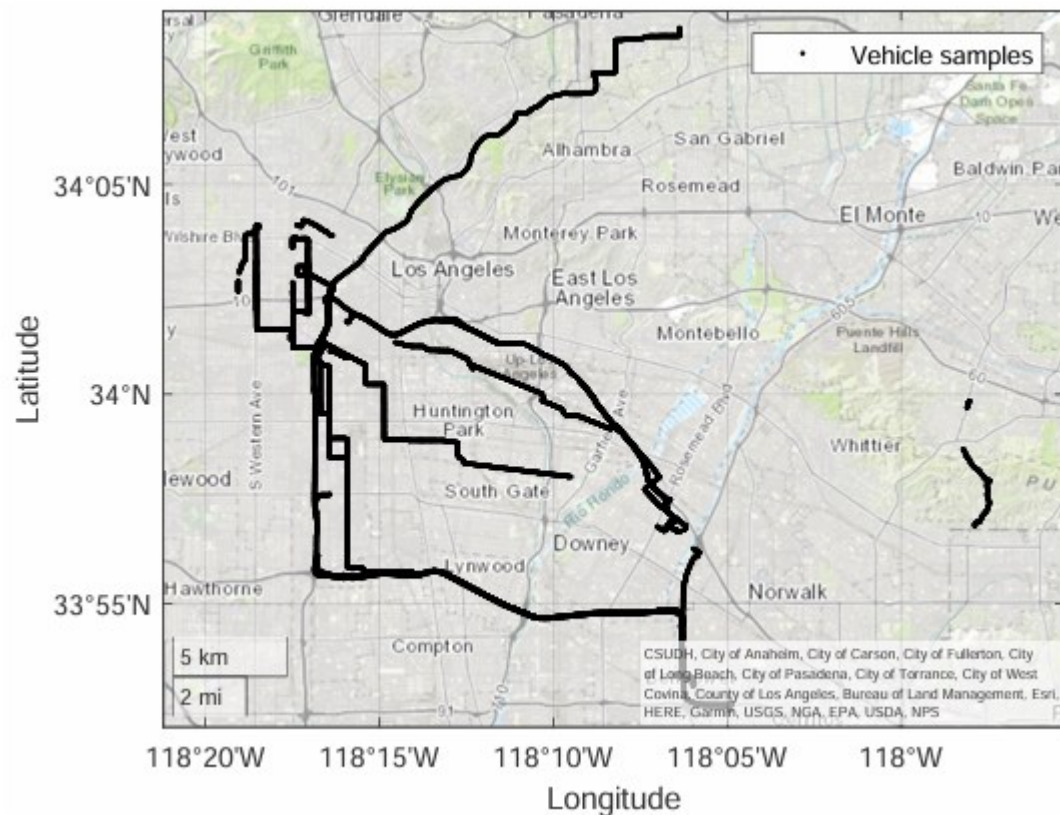 Glendale
Pasadena
Griffith
Park
Vehicle samples
Santa Fe
Dam Open
Space
San Gabriel
Alhambra
101
Elysian
Park
34°05'N
Rosemead
Baldwin Par
El Monte
Wilshire Blv
Monterey Park
10
We
Los Angeles
East Los
Angeles
10
605
Montebello
Puente Hills
Landfill
Latitude
60
34°N
S Western Ave
Huntington
Park
Garfield Ave
Rosemead Blvd
Whittier
lewood
South Gate
Rio Hondo
P U
Downey
Lynwood
Hawthorne
Norwalk
33°55'N
Compton
5 km
2 mi
110
91
CSUDH, City of Anaheim, City of Carson, City of Fullerton, City
of Long Beach, City of Pasadena, City of Torrance, City of West
Covina, County of Los Angeles, Bureau of Land Management, Esri,
HERE, Garmin, USGS, NGA, EPA, USDA, NPS
118°20'W 118°15'W 118°10'W 118°05'W 118°W
Longitude